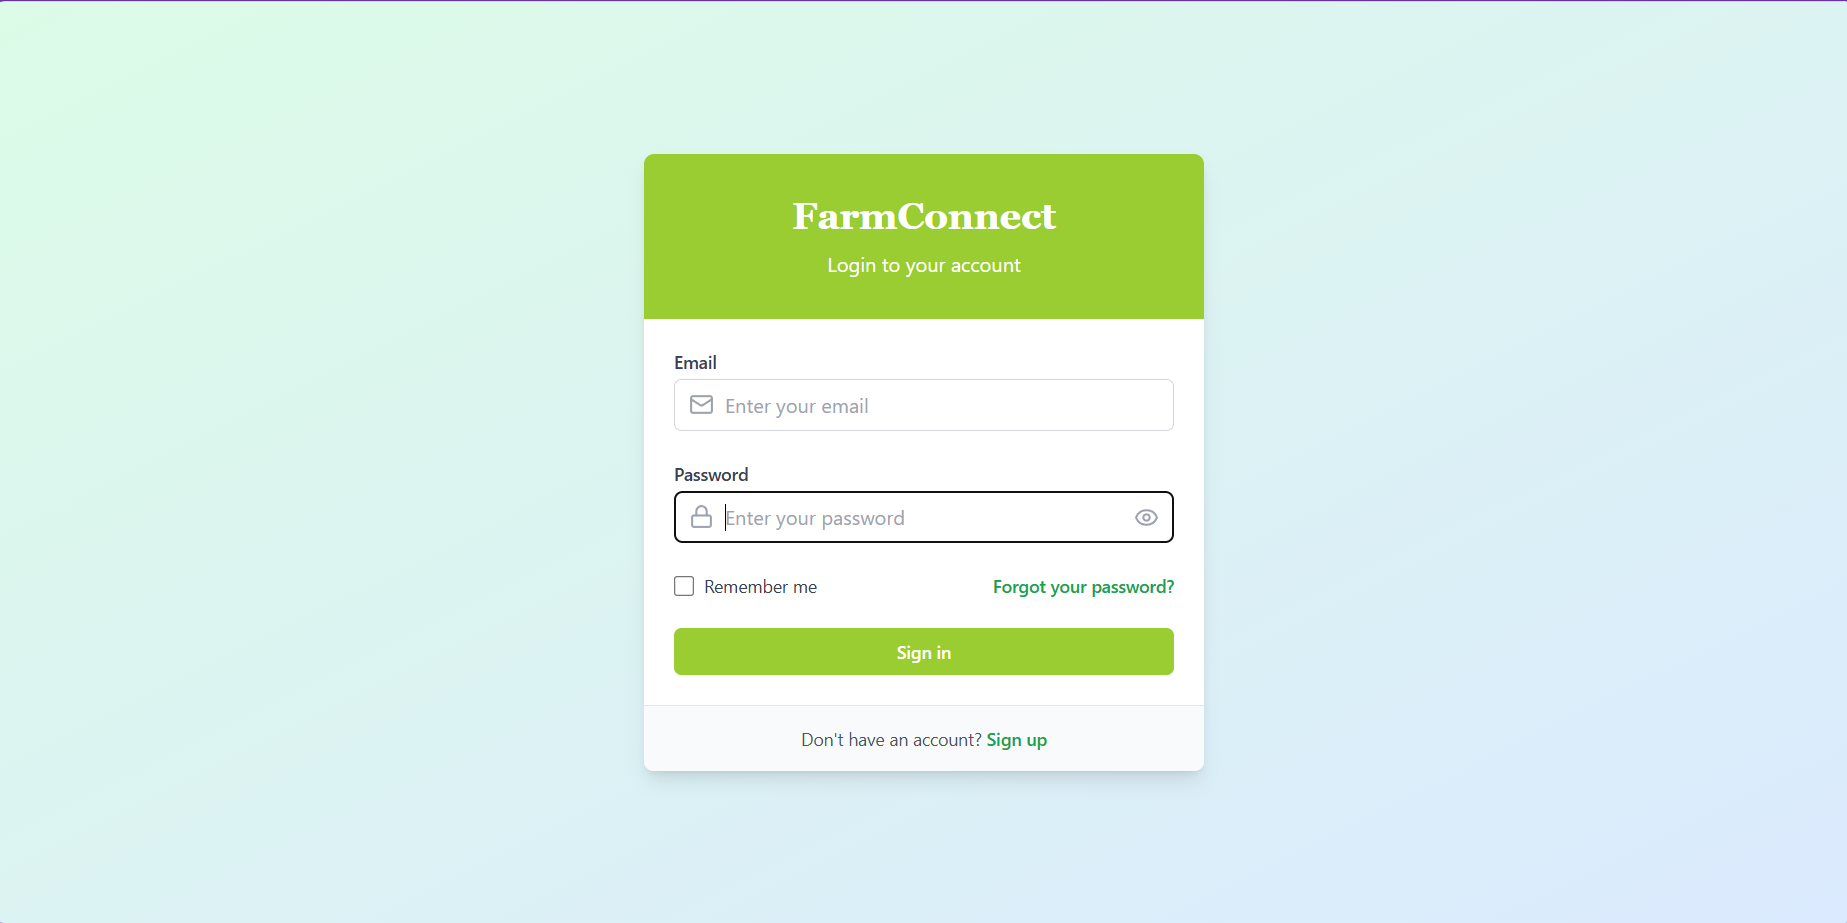 FarmConnect
Login to your account
Email
Enter your email
Password
Enter your password
Remember me
Forgot your password?
Sign in
Don't have an account? Sign up